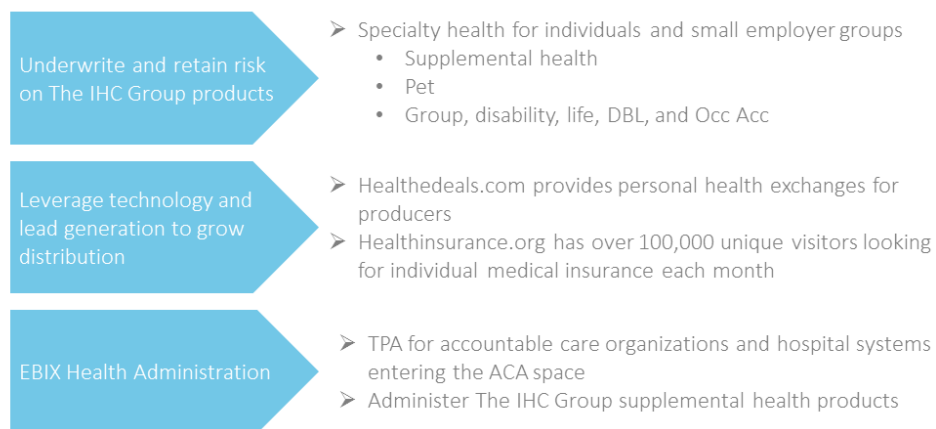 Underwrite and retain risk
on The IHC Group products
➢ Specialty health for individuals and small employer groups
• Supplemental health
• Pet
• Group, disability, life, DBL, and Occ Acc
Leverage technology and
lead generation to grow
distribution
➢ Healthedeals.com provides personal health exchanges for
producers
➢ Healthinsurance.org has over 100,000 unique visitors looking
for individual medical insurance each month
EBIX Health Administration
➢ TPA for accountable care organizations and hospital systems
entering the ACA space
➢ Administer The IHC Group supplemental health products